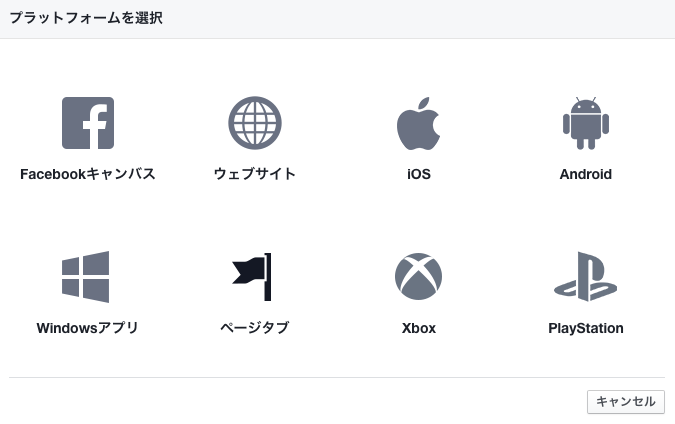 プラットフォームを選択
Facebookキャンバス
ウェブサイト
iOS
Android
Windowsアプリ
ページタブ
Xbox
PlayStation
キャンセル